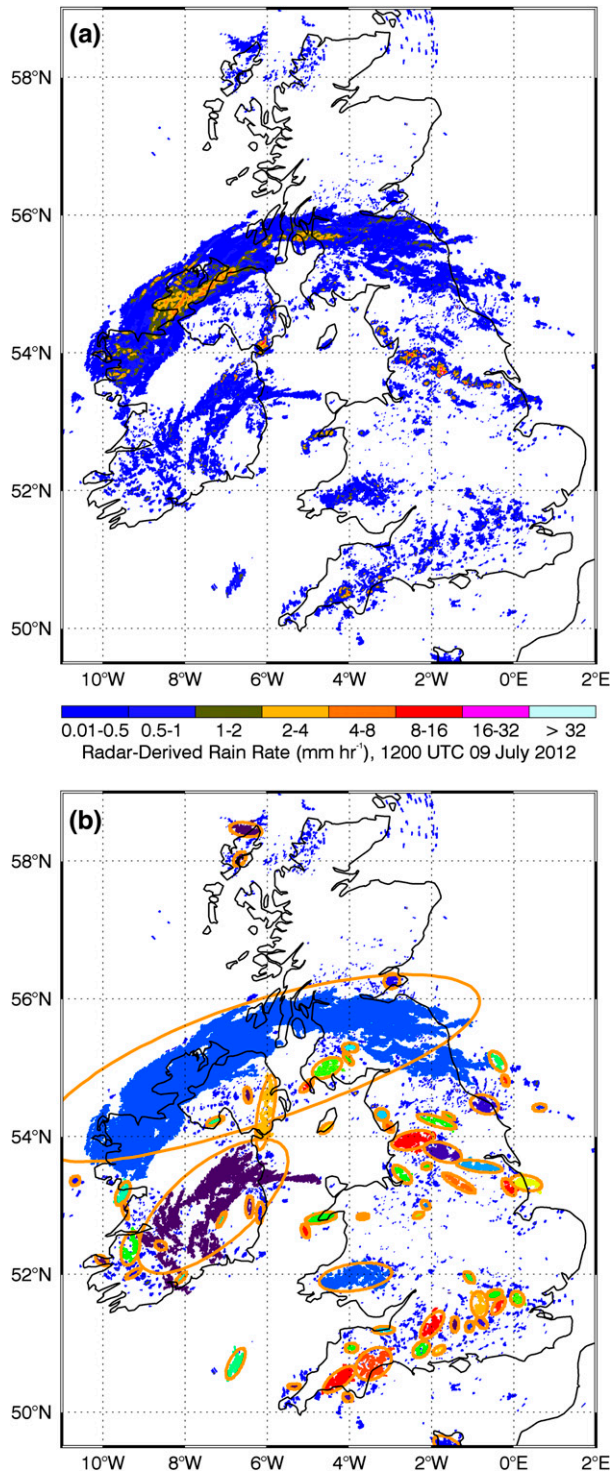 (a)
58°N
56°N
54°N
52°N
50°N
10°W 8°W 6°W 4°W 2°W 0°E 2°E
0.01-0.5 0.5-1 1-2 2-4 4-8 8-16 16-32 > 32
Radar-Derived Rain Rate (mm hr⁻¹), 1200 UTC 09 July 2012
(b)
58°N
56°N
54°N
52°N
50°N
10°W 8°W 6°W 4°W 2°W 0°E 2°E